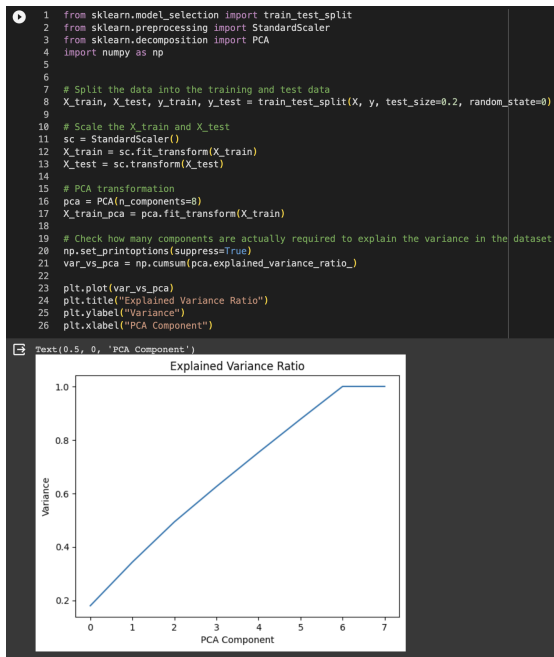 1 from sklearn.model_selection import train_test_split
2 from sklearn.preprocessing import StandardScaler
3 from sklearn.decomposition import PCA
4 import numpy as np
5
6
7 # Split the data into the training and test data
8 X_train, X_test, y_train, y_test = train_test_split(X, y, test_size=0.2, random_state=0)
9
10 # Scale the X_train and X_test
11 sc = StandardScaler()
12 X_train = sc.fit_transform(X_train)
13 X_test = sc.transform(X_test)
14
15 # PCA transformation
16 pca = PCA(n_components=8)
17 X_train_pca = pca.fit_transform(X_train)
18
19 # Check how many components are actually required to explain the variance in the dataset
20 np.set_printoptions(suppress=True)
21 var_vs_pca = np.cumsum(pca.explained_variance_ratio_)
22
23 plt.plot(var_vs_pca)
24 plt.title("Explained Variance Ratio")
25 plt.ylabel("Variance")
26 plt.xlabel("PCA Component")
Text(0.5, 0, 'PCA Component')
Explained Variance Ratio
1.0
0.8
0.6
0.4
0.2
Variance
0 1 2 3 4 5 6 7
PCA Component